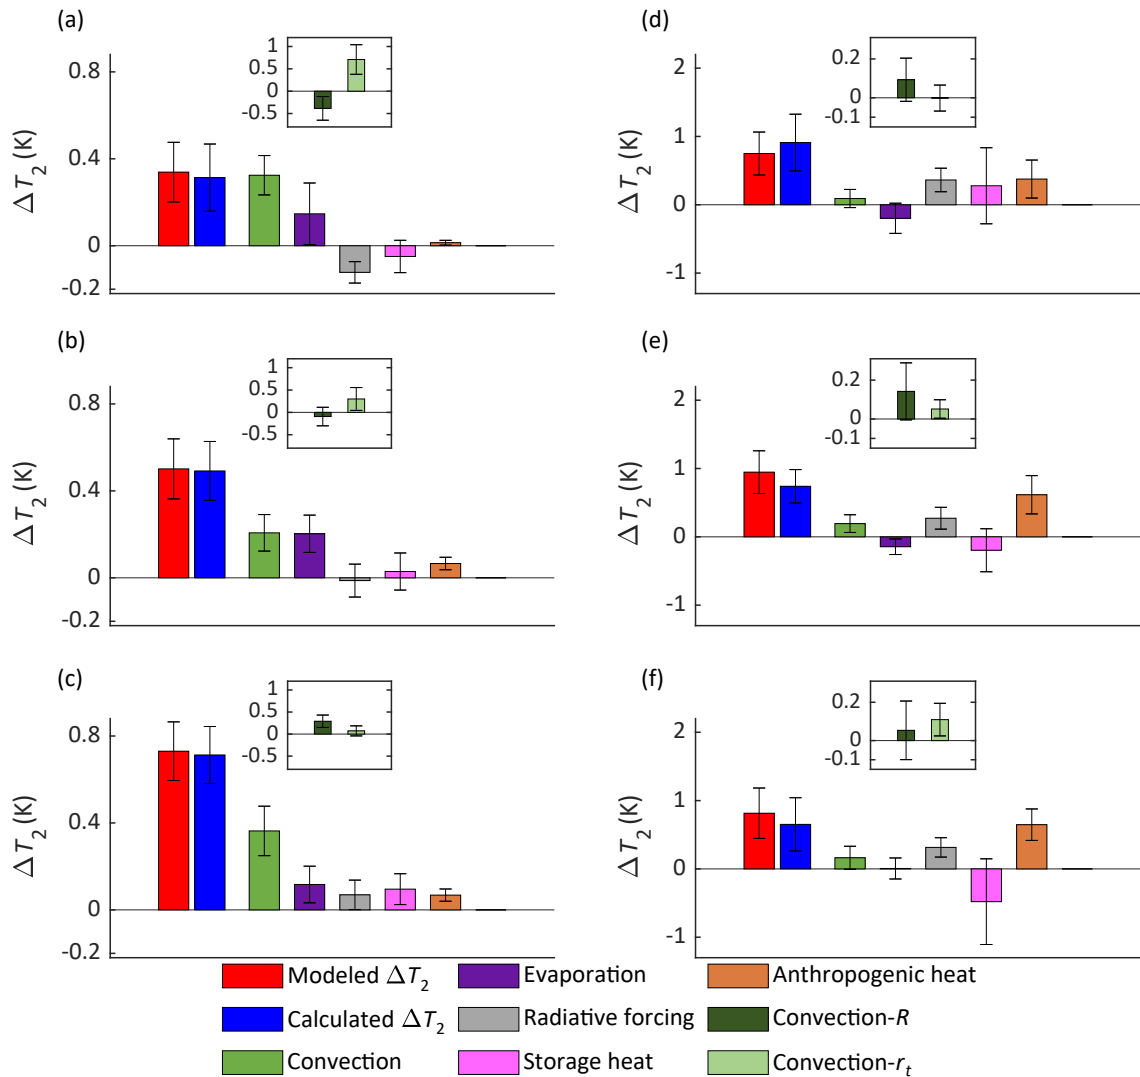 (a)
1
0.5
0
-0.5
0.8
0.4
0
-0.2
ΔT₂ (K)
(d)
0.2
0
-0.1
2
1
0
-1
ΔT₂ (K)
(b)
1
0.5
0
-0.5
0.8
0.4
0
-0.2
ΔT₂ (K)
(e)
0.2
0
-0.1
2
1
0
-1
ΔT₂ (K)
(c)
1
0.5
0
-0.5
0.8
0.4
0
-0.2
ΔT₂ (K)
(f)
0.2
0
-0.1
2
1
0
-1
ΔT₂ (K)
Modeled ΔT₂
Calculated ΔT₂
Convection
Evaporation
Radiative forcing
Storage heat
Anthropogenic heat
Convection-R
Convection-rₜ